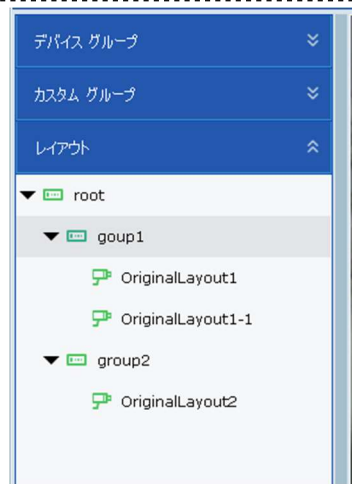 デバイス グループ
カスタム グループ
レイアウト
root
goup1
OriginalLayout1
OriginalLayout1-1
group2
OriginalLayout2